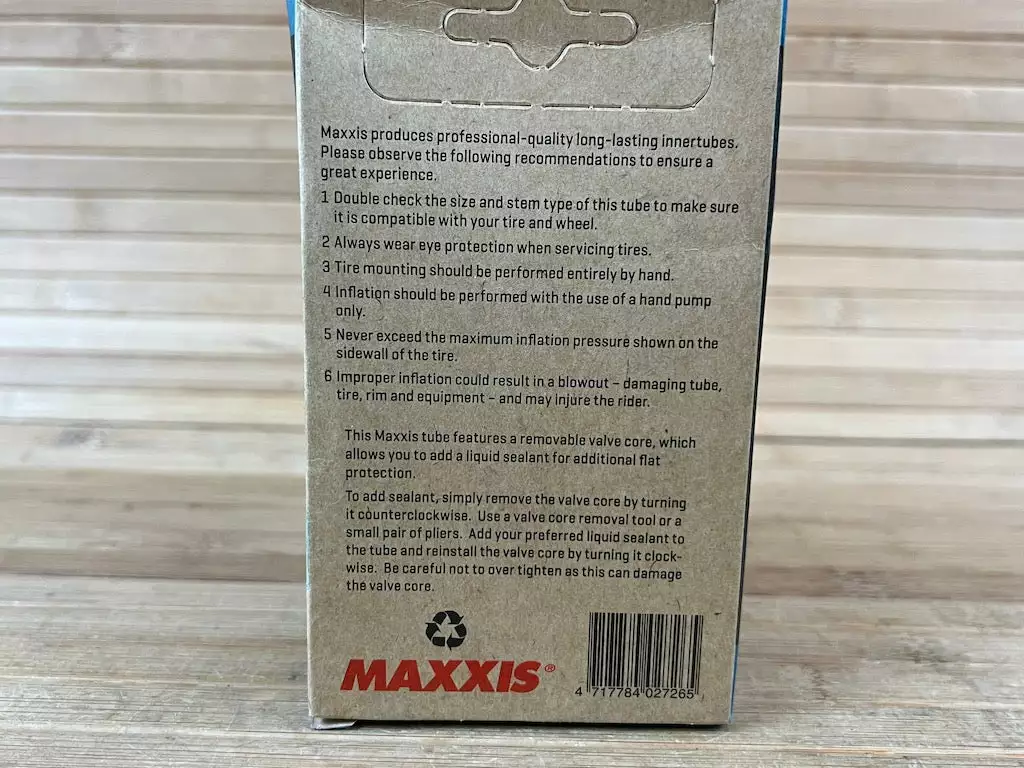 Maxxis produces professional-quality long-lasting innertubes.
Please observe the following recommendations to ensure a
great experience.
1 Double check the size and stem type of this tube to make sure
it is compatible with your tire and wheel.
2 Always wear eye protection when servicing tires.
3 Tire mounting should be performed entirely by hand.
4 Inflation should be performed with the use of a hand pump
only.
5 Never exceed the maximum inflation pressure shown on the
sidewall of the tire.
6 Improper inflation could result in a blowout – damaging tube,
tire, rim and equipment – and may injure the rider.
This Maxxis tube features a removable valve core, which
allows you to add a liquid sealant for additional flat
protection.
To add sealant, simply remove the valve core by turning
it counterclockwise. Use a valve core removal tool or a
small pair of pliers. Add your preferred liquid sealant to
the tube and reinstall the valve core by turning it clock-
wise. Be careful not to over tighten as this can damage
the valve core.
MAXXIS®
4 717784 027265